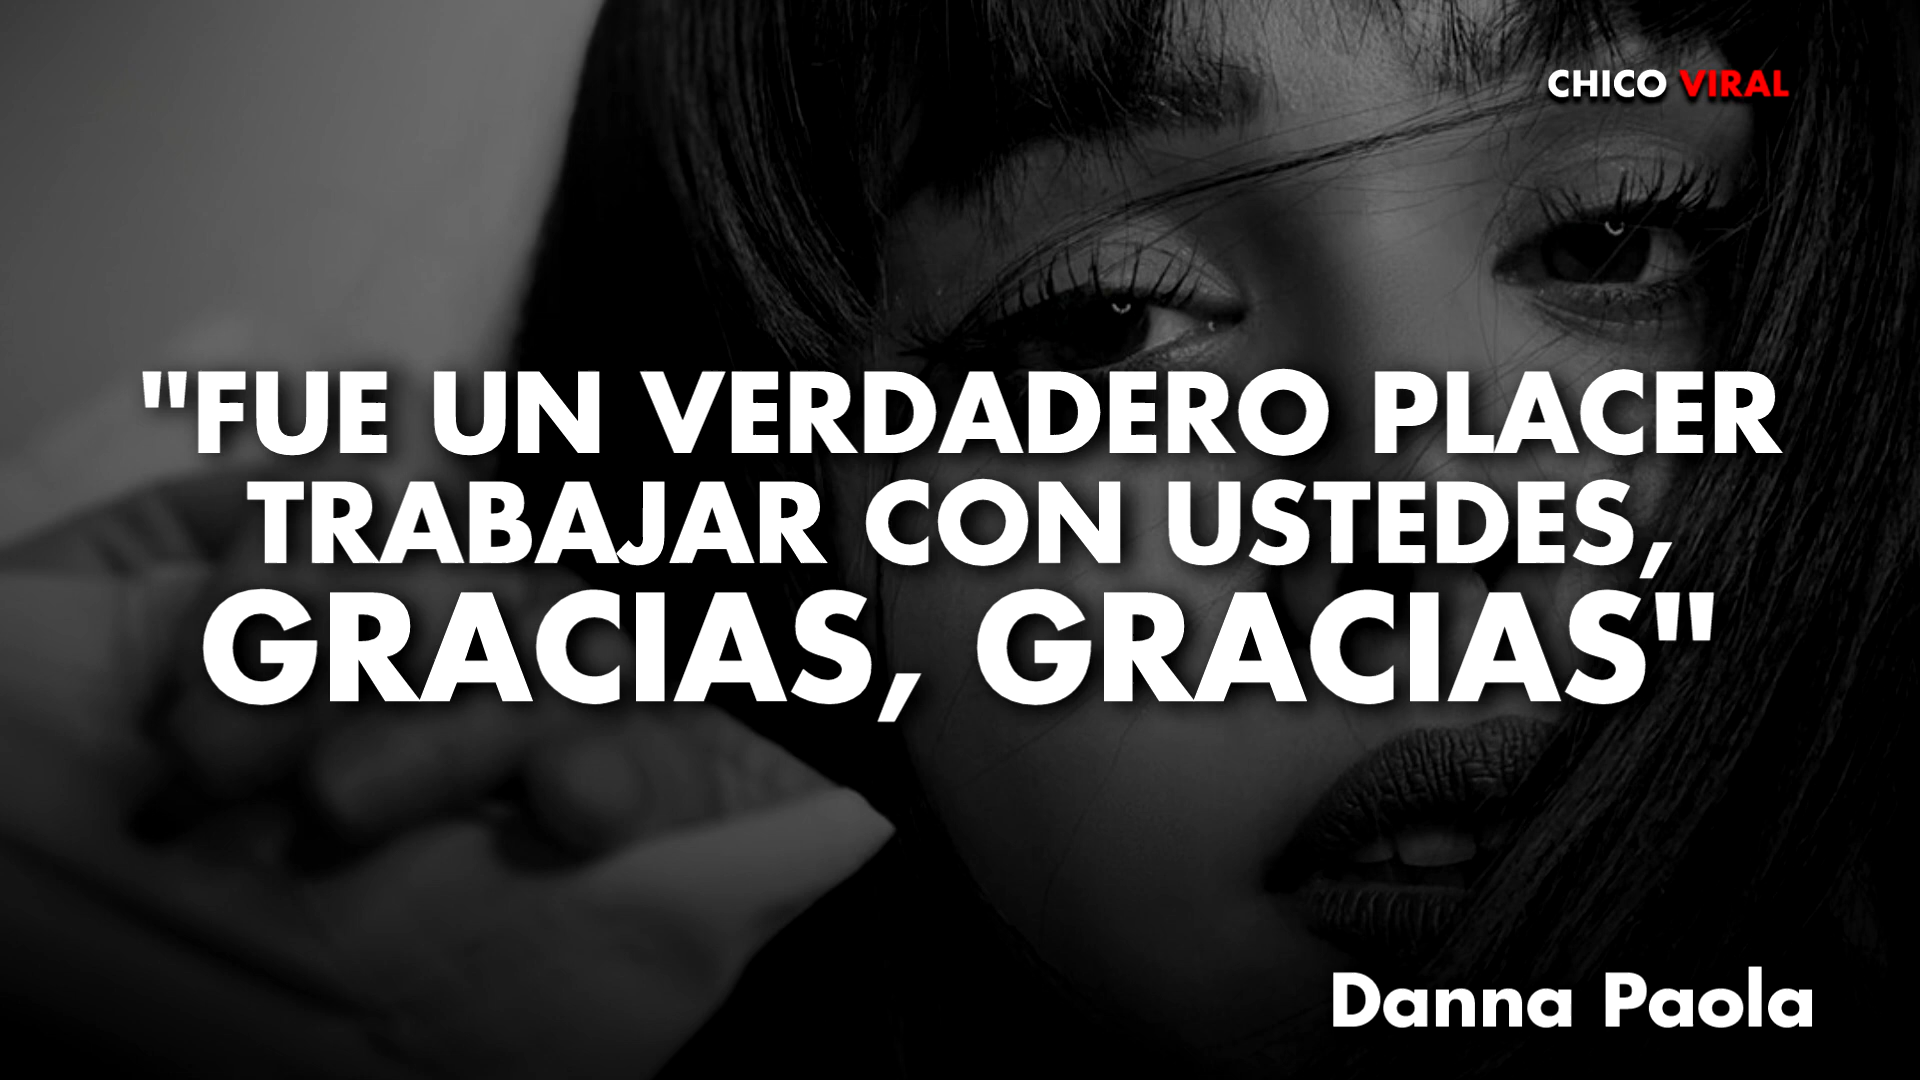 CHICO VIRAL
"FUE UN VERDADERO PLACER
TRABAJAR CON USTEDES,
GRACIAS, GRACIAS"
Danna Paola